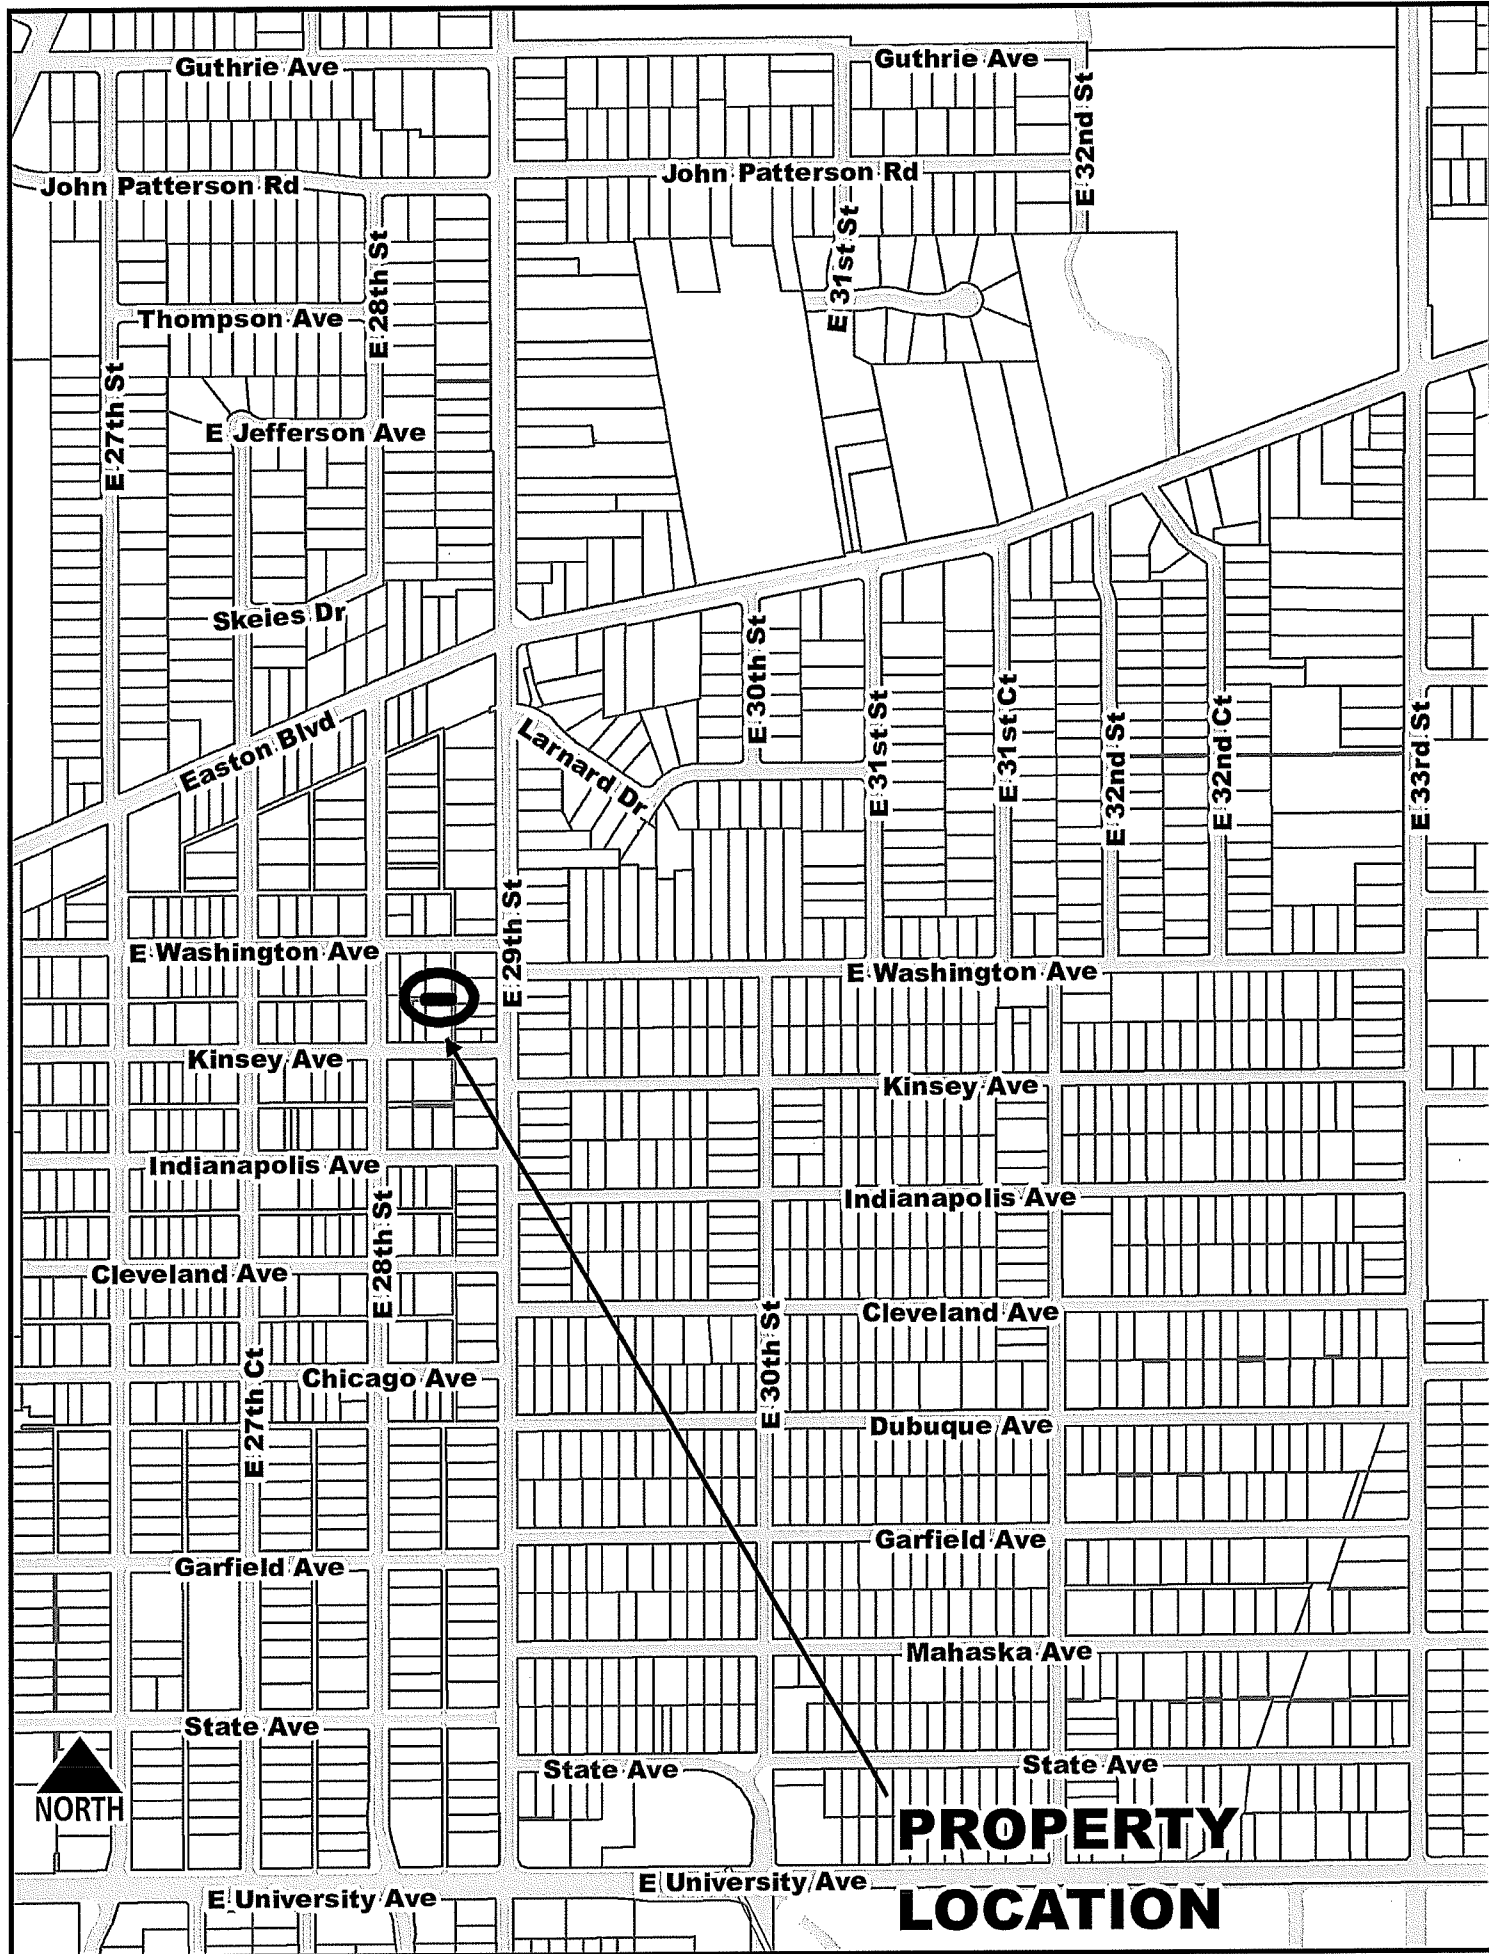 Guthrie Ave
Guthrie Ave
E 32nd St
John Patterson Rd
John Patterson Rd
E 28th St
E 31st St
Thompson Ave
E 27th St
E Jefferson Ave
Skeies Dr
E 30th St
Easton Blvd
Larnard Dr
E 31st St
E 31st Ct
E 32nd St
E 32nd Ct
E 33rd St
E 29th St
E Washington Ave
E Washington Ave
Kinsey Ave
Kinsey Ave
Indianapolis Ave
Indianapolis Ave
E 28th St
Cleveland Ave
Cleveland Ave
E 30th St
E 27th Ct
Chicago Ave
Dubuque Ave
Garfield Ave
Garfield Ave
Mahaska Ave
State Ave
State Ave
State Ave
NORTH
PROPERTY
LOCATION
E University Ave
E University Ave